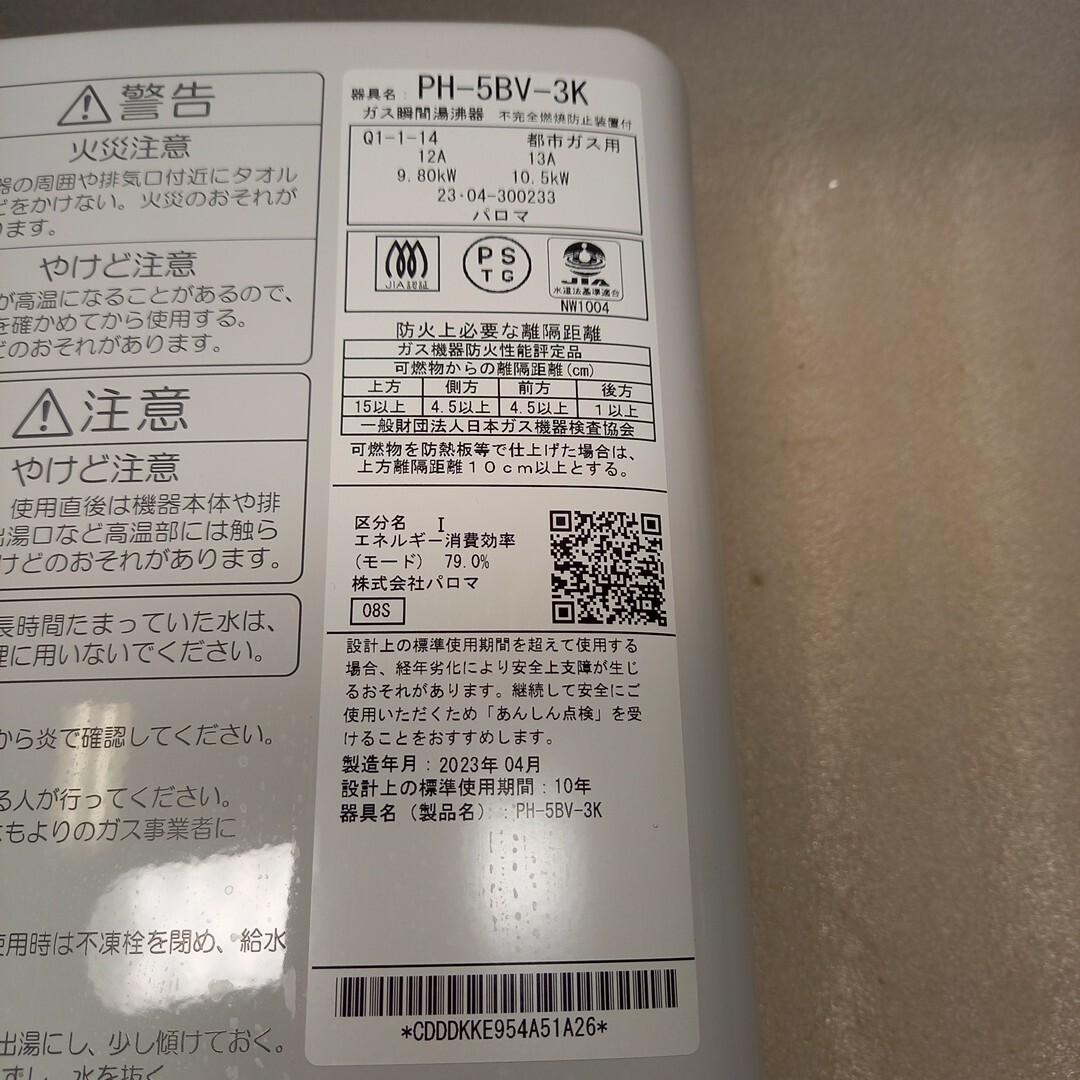 警告
火災注意
器の周囲や排気口付近にタオル
どをかけない。火災のおそれが
ります。
やけど注意
が高温になることがあるので、
を確かめてから使用する。
どのおそれがあります。
注意
やけど注意
使用直後は機器本体や排
出湯口など高温部には触ら
けどのおそれがあります。
長時間たまっていた水は、
理に用いないでください。
から炎で確認してください。
る人が行ってください。
にもよりのガス事業者に
使用時は不凍栓を閉め、給水
出湯にし、少し傾けておく。
ずし、水を抜く
器具名: PH-5BV-3K
ガス瞬間湯沸器 不完全燃焼防止装置付
Q1-1-14 都市ガス用
12A 13A
9.80kW 10.5kW
23・04-300233
パロマ
JIA認証
PS
TG
JIA
水道法基準適合
NW1004
防火上必要な離隔距離
ガス機器防火性能評定品
可燃物からの離隔距離(cm)
上方 側方 前方 後方
15以上 4.5以上 4.5以上 1以上
一般財団法人日本ガス機器検査協会
可燃物を防熱板等で仕上げた場合は、
上方離隔距離10cm以上とする。
区分名 I
エネルギー消費効率
(モード) 79.0%
株式会社パロマ
08S
設計上の標準使用期間を超えて使用する
場合、経年劣化により安全上支障が生じ
るおそれがあります。継続して安全にご
使用いただくため「あんしん点検」を受
けることをおすすめします。
製造年月:2023年04月
設計上の標準使用期間:10年
器具名(製品名):PH-5BV-3K
*CDDDKKE954A51A26*